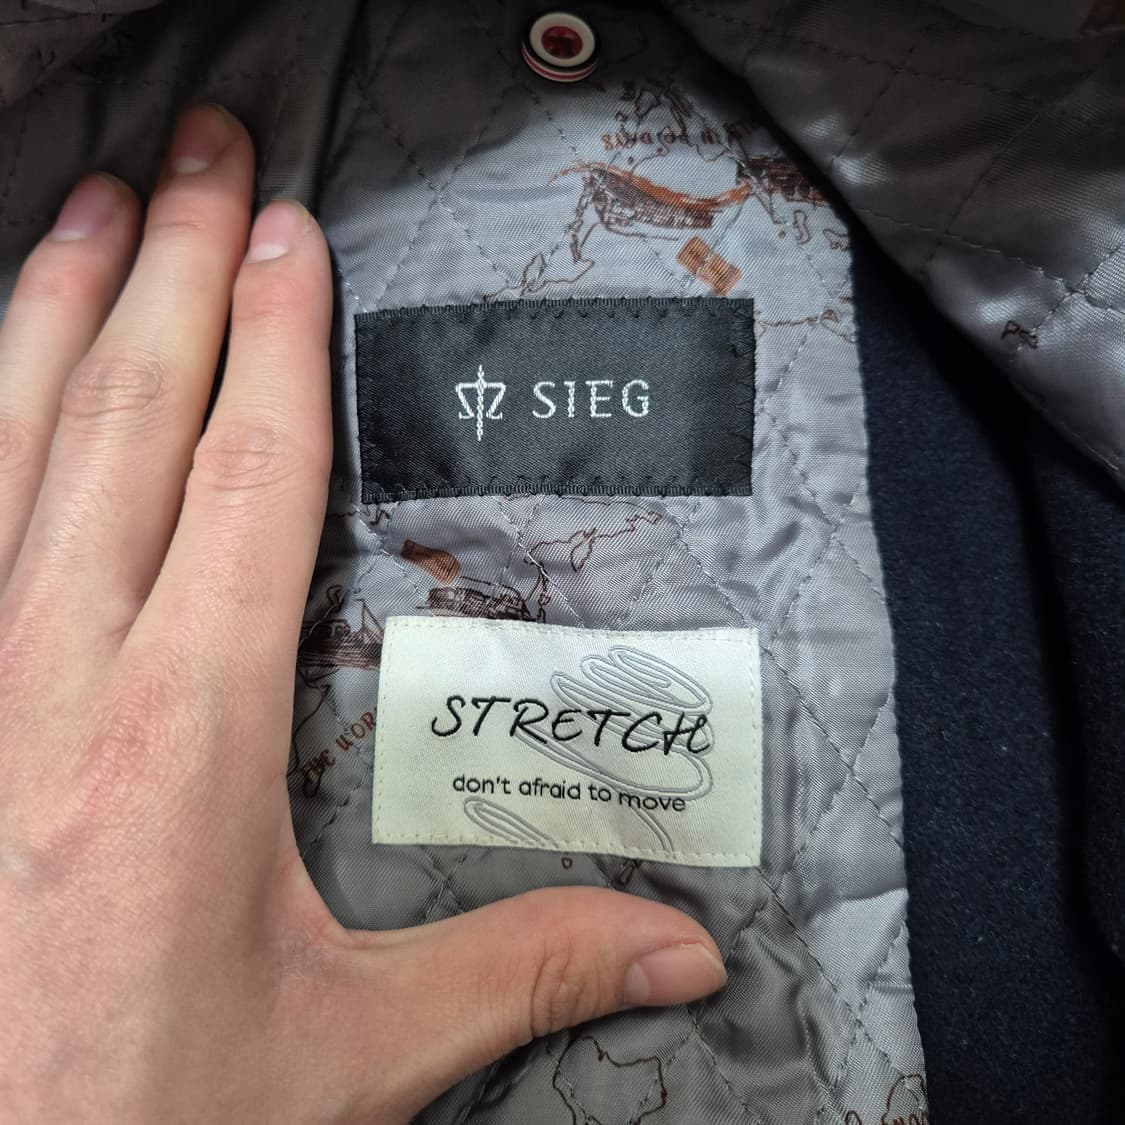 SIEG
STRETCH
don't afraid to move